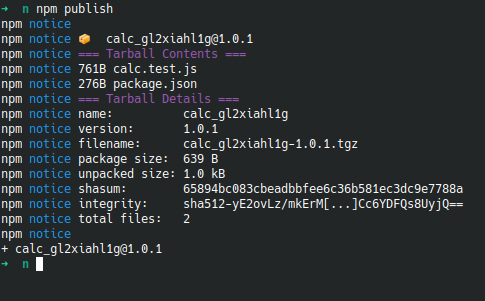 ➜ n npm publish
npm notice
npm notice 📦 calc_gl2xiahl1g@1.0.1
npm notice === Tarball Contents ===
npm notice 761B calc.test.js
npm notice 276B package.json
npm notice === Tarball Details ===
npm notice name: calc_gl2xiahl1g
npm notice version: 1.0.1
npm notice filename: calc_gl2xiahl1g-1.0.1.tgz
npm notice package size: 639 B
npm notice unpacked size: 1.0 kB
npm notice shasum: 65894bc083cbeadbbfee6c36b581ec3dc9e7788a
npm notice integrity: sha512-yE2ovLz/mkErM[...]Cc6YDFQs8UyjQ==
npm notice total files: 2
npm notice
+ calc_gl2xiahl1g@1.0.1
➜ n